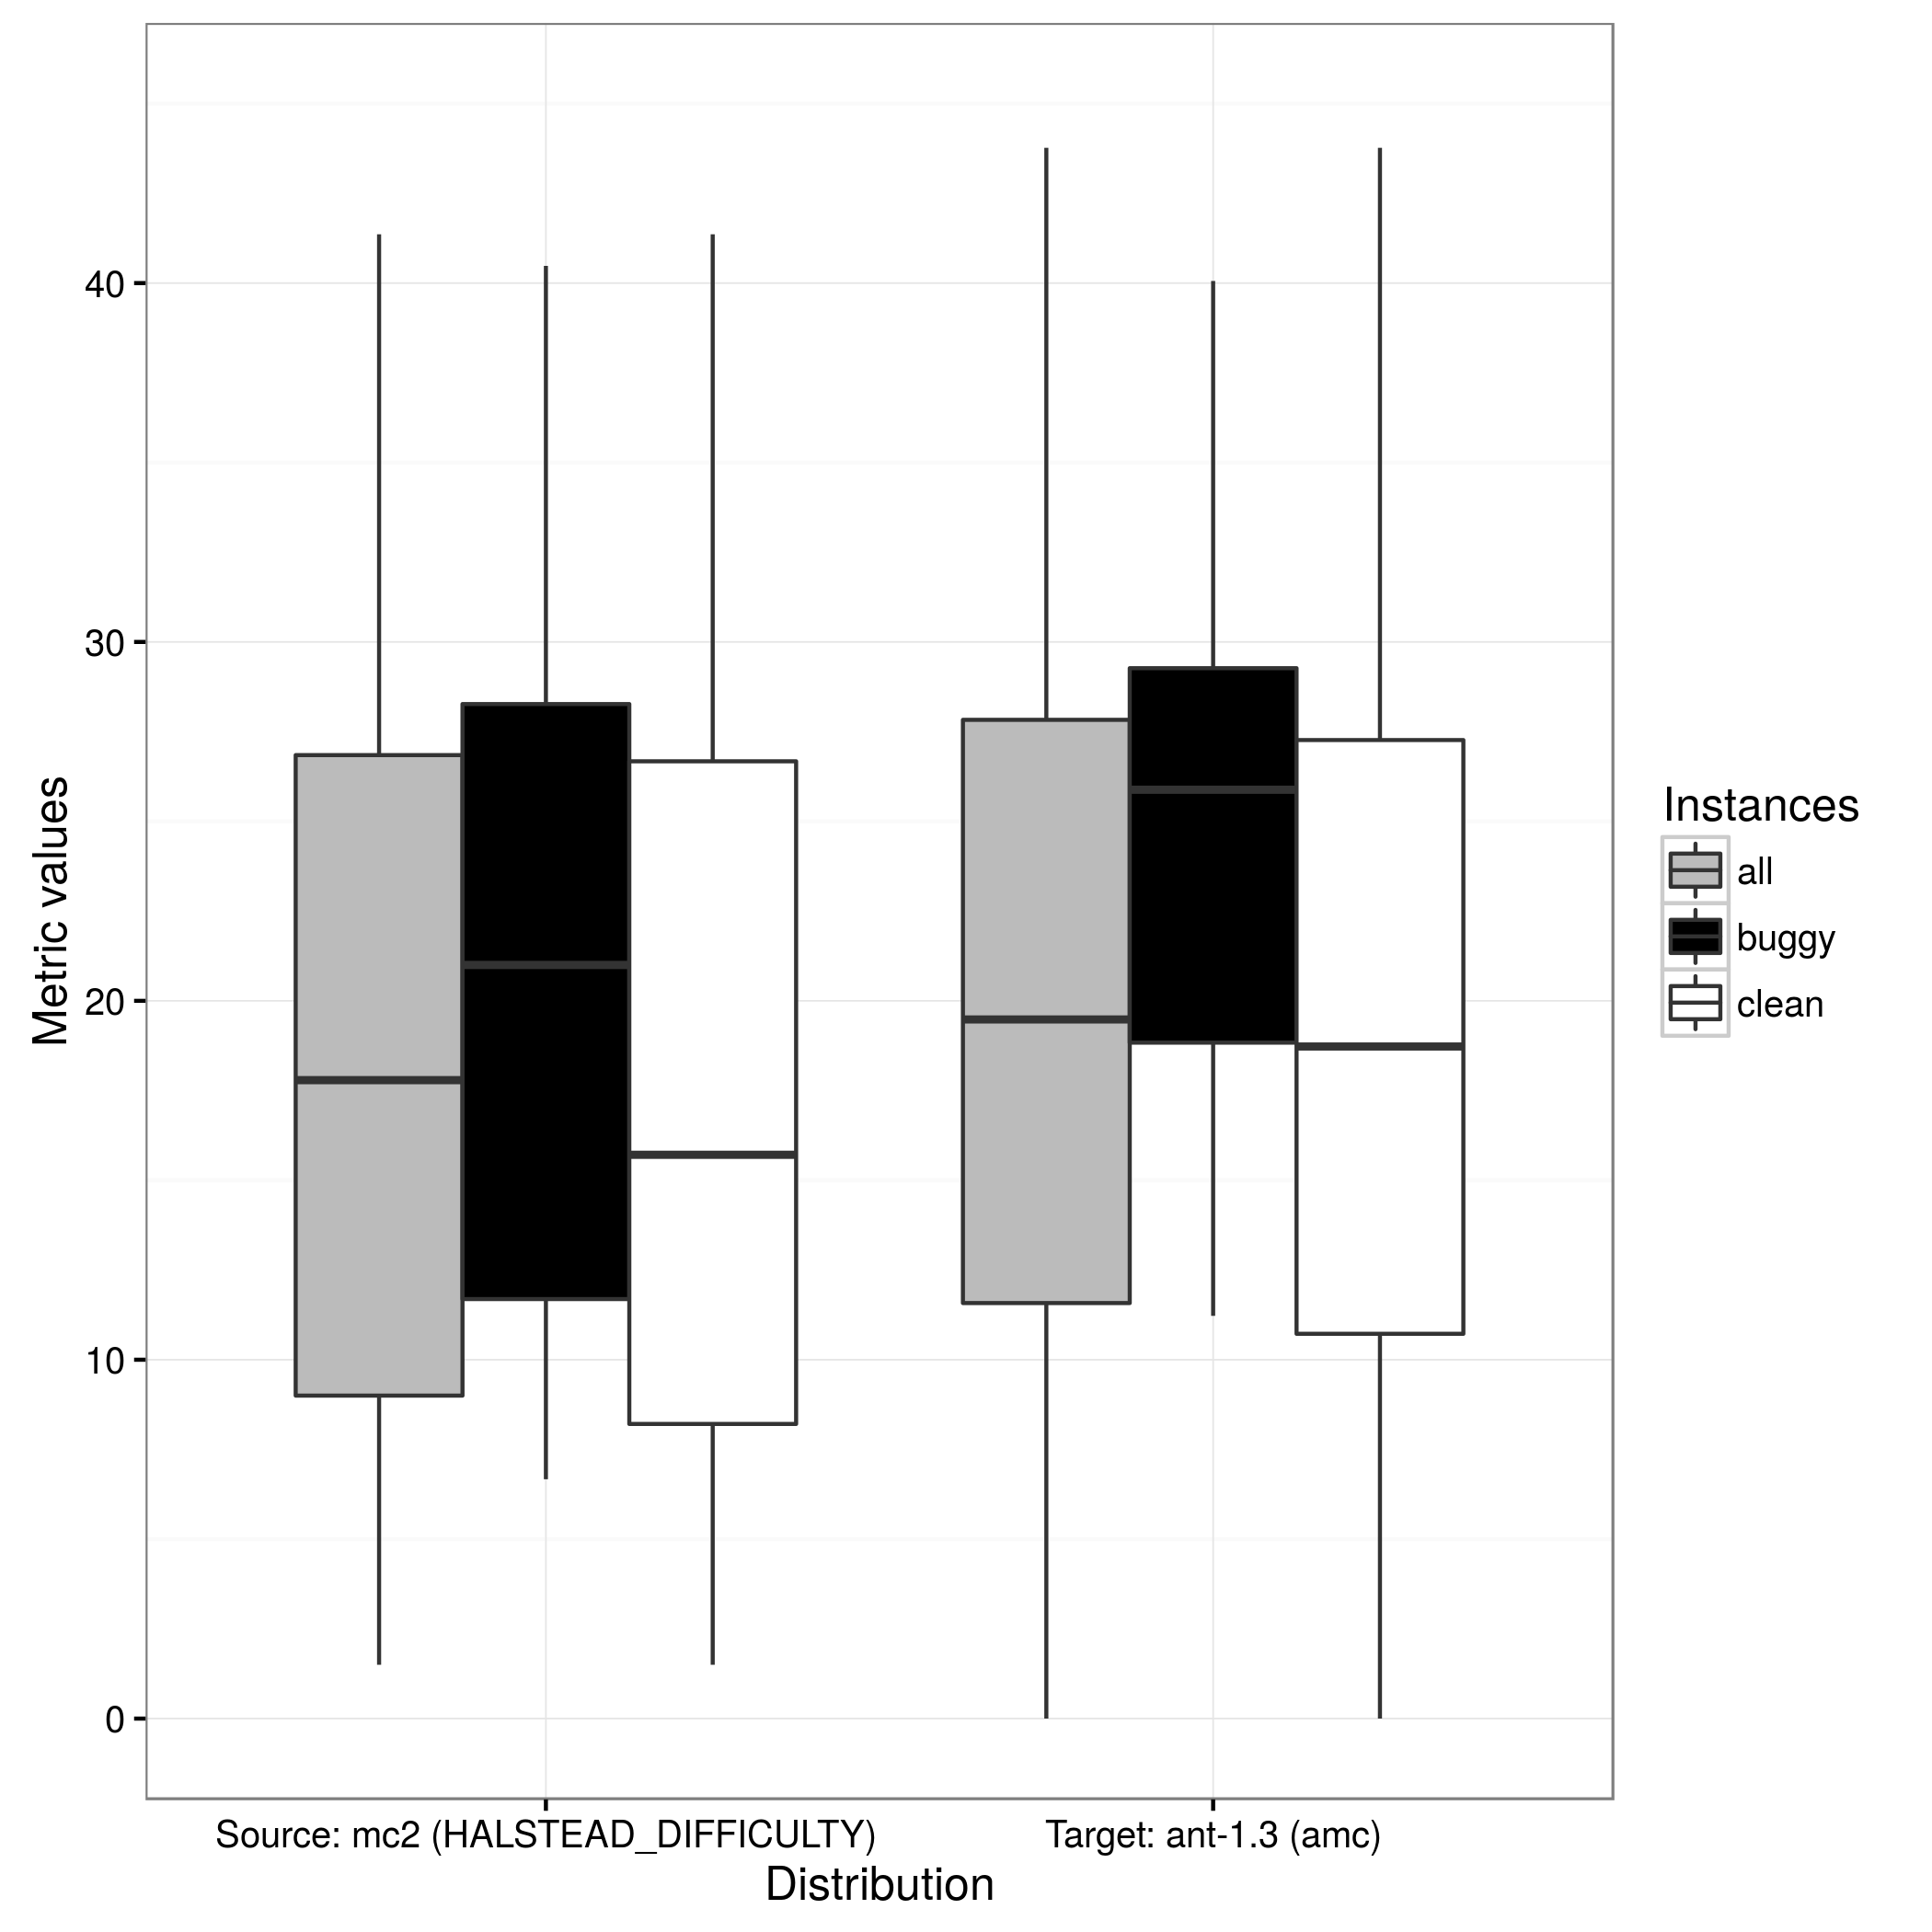 Metric values
40
30
20
10
0
Source: mc2 (HALSTEAD_DIFFICULTY)
Target: ant-1.3 (amc)
Distribution
Instances
all
buggy
clean